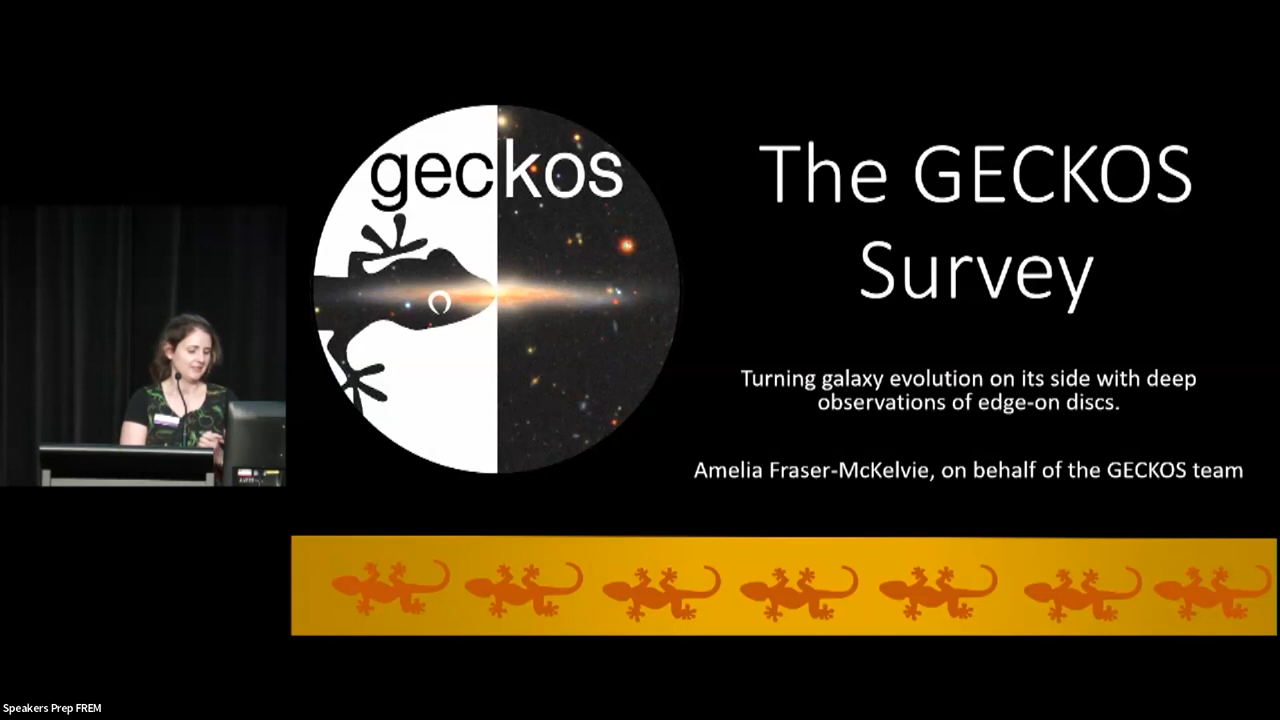 geckos
The GECKOS
Survey
Turning galaxy evolution on its side with deep
observations of edge-on discs.
Amelia Fraser-McKelvie, on behalf of the GECKOS team
Speakers Prep FREM